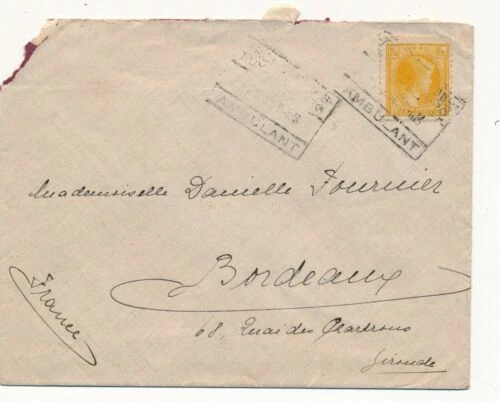 AMBULANT
AMBULANT
Mademoiselle Danielle Fournier
Bordeaux
68, Quai des Chartrons
Gironde
France